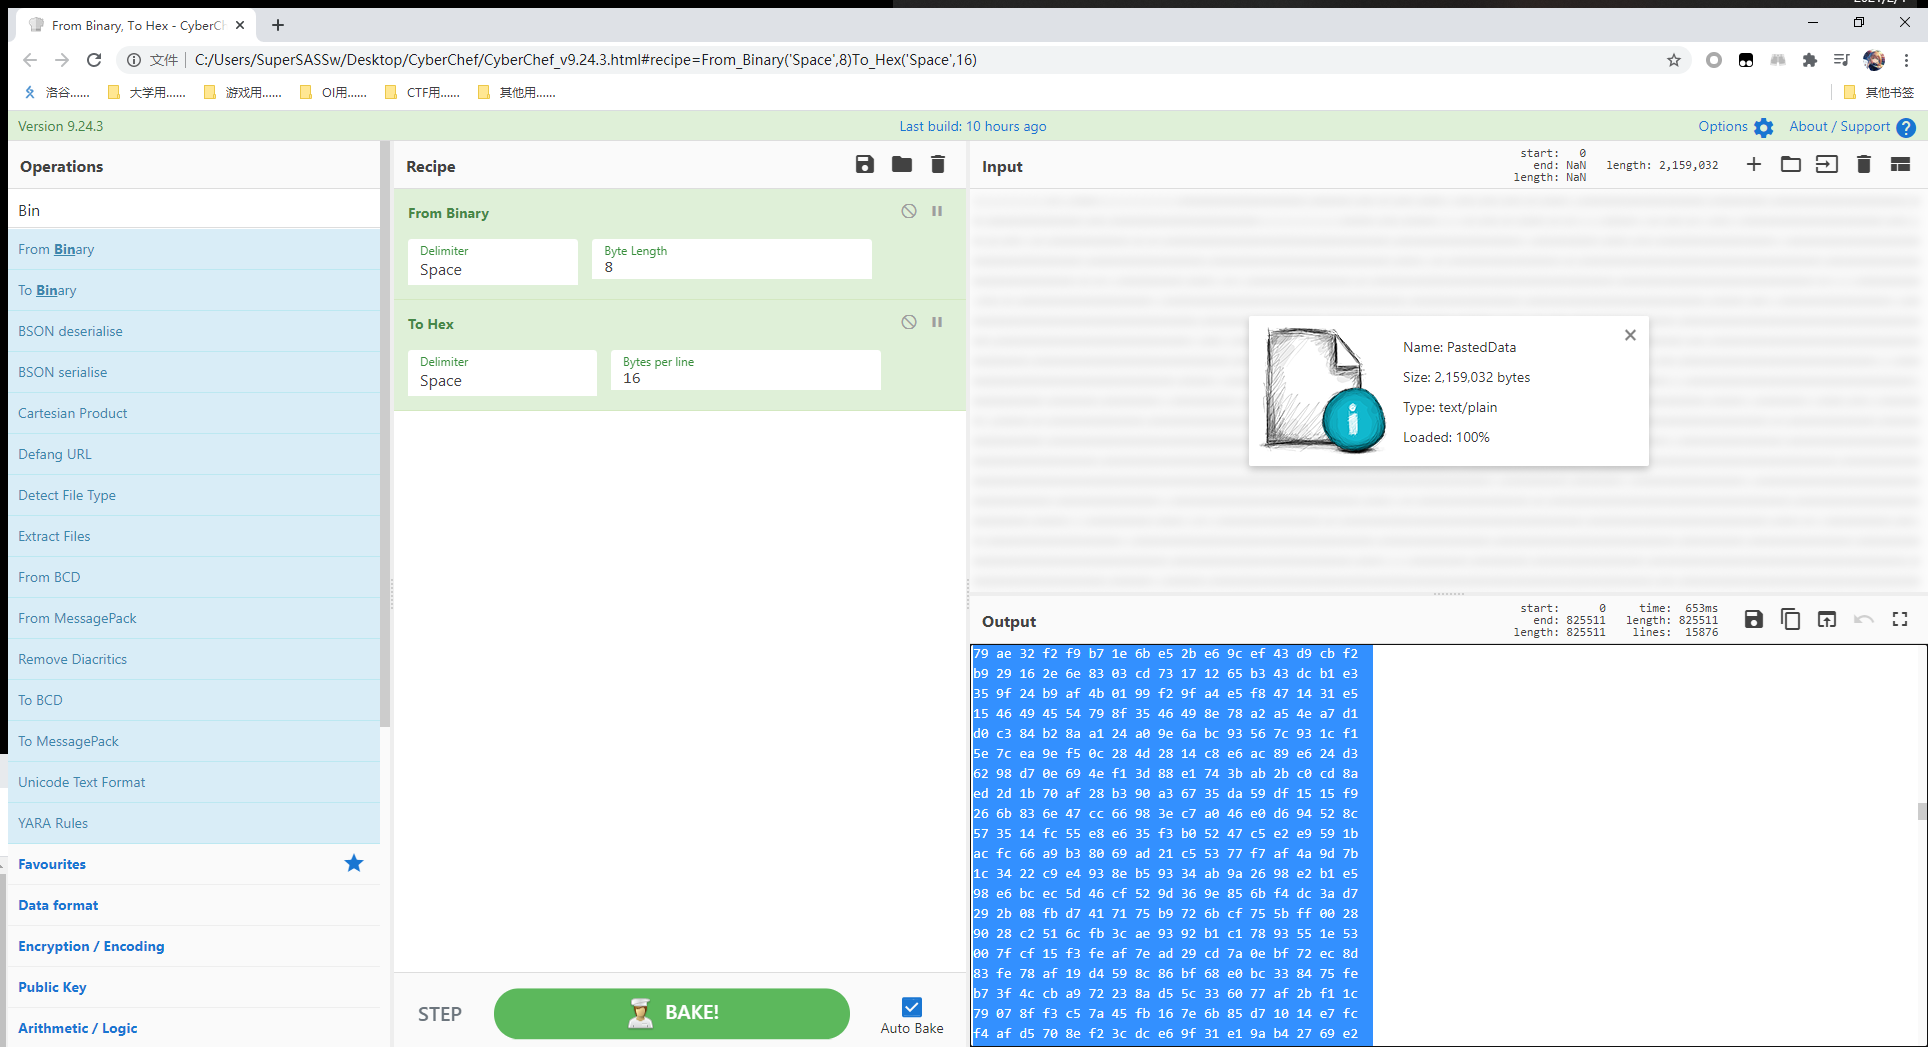 From Binary, To Hex - CyberCh
文件
C:/Users/SuperSASSw/Desktop/CyberChef/CyberChef_v9.24.3.html#recipe=From_Binary('Space',8)To_Hex('Space',16)
洛谷......
大学用......
游戏用......
OI用......
CTF用......
其他用......
其他书签
Version 9.24.3
Last build: 10 hours ago
Options
About / Support
Operations
Bin
From Binary
To Binary
BSON deserialise
BSON serialise
Cartesian Product
Defang URL
Detect File Type
Extract Files
From BCD
From MessagePack
Remove Diacritics
To BCD
To MessagePack
Unicode Text Format
YARA Rules
Favourites
Data format
Encryption / Encoding
Public Key
Arithmetic / Logic
Recipe
From Binary
Delimiter
Space
Byte Length
8
To Hex
Delimiter
Space
Bytes per line
16
STEP
BAKE!
Auto Bake
Input
start: 0
end: NaN
length: NaN
length: 2,159,032
Name: PastedData
Size: 2,159,032 bytes
Type: text/plain
Loaded: 100%
Output
start: 0
end: 825511
length: 825511
time: 653ms
length: 825511
lines: 15876
79 ae 32 f2 f9 b7 1e 6b e5 2b e6 9c ef 43 d9 cb f2
b9 29 16 2e 6e 83 03 cd 73 17 12 65 b3 43 dc b1 e3
35 9f 24 b9 af 4b 01 99 f2 9f a4 e5 f8 47 14 31 e5
15 46 49 45 54 79 8f 35 46 49 8e 78 a2 a5 4e a7 d1
d0 c3 84 b2 8a a1 24 a0 9e 6a bc 93 56 7c 93 1c f1
5e 7c ea 9e f5 0c 28 4d 28 14 c8 e6 ac 89 e6 24 d3
62 98 d7 0e 69 4e f1 3d 88 e1 74 3b ab 2b c0 cd 8a
ed 2d 1b 70 af 28 b3 90 a3 67 35 da 59 df 15 15 f9
26 6b 83 6e 47 cc 66 98 3e c7 a0 46 e0 d6 94 52 8c
57 35 14 fc 55 e8 e6 35 f3 b0 52 47 c5 e2 e9 59 1b
ac fc 66 a9 b3 80 69 ad 21 c5 53 77 f7 af 4a 9d 7b
1c 34 22 c9 e4 93 8e b5 93 34 ab 9a 26 98 e2 b1 e5
98 e6 bc ec 5d 46 cf 52 9d 36 9e 85 6b f4 dc 3a d7
29 2b 08 fb d7 41 71 75 b9 72 6b cf 75 5b ff 00 28
90 28 c2 51 6c fb 3c ae 93 92 b1 c1 78 93 55 1e 53
00 7f cf 15 f3 fe af 7e ad 29 cd 7a 0e bf 72 ec 8d
83 fe 78 af 19 d4 59 8c 86 bf 68 e0 bc 33 84 75 fe
b7 3f 4c cb a9 72 23 8a d5 5c 33 60 77 af 2b f1 1c
79 07 8f f3 c5 7a 45 fb 16 7e 6b 85 d7 10 14 e7 fc
f4 af d5 70 8e f2 3c dc e6 9f 31 e1 9a b4 27 69 e2